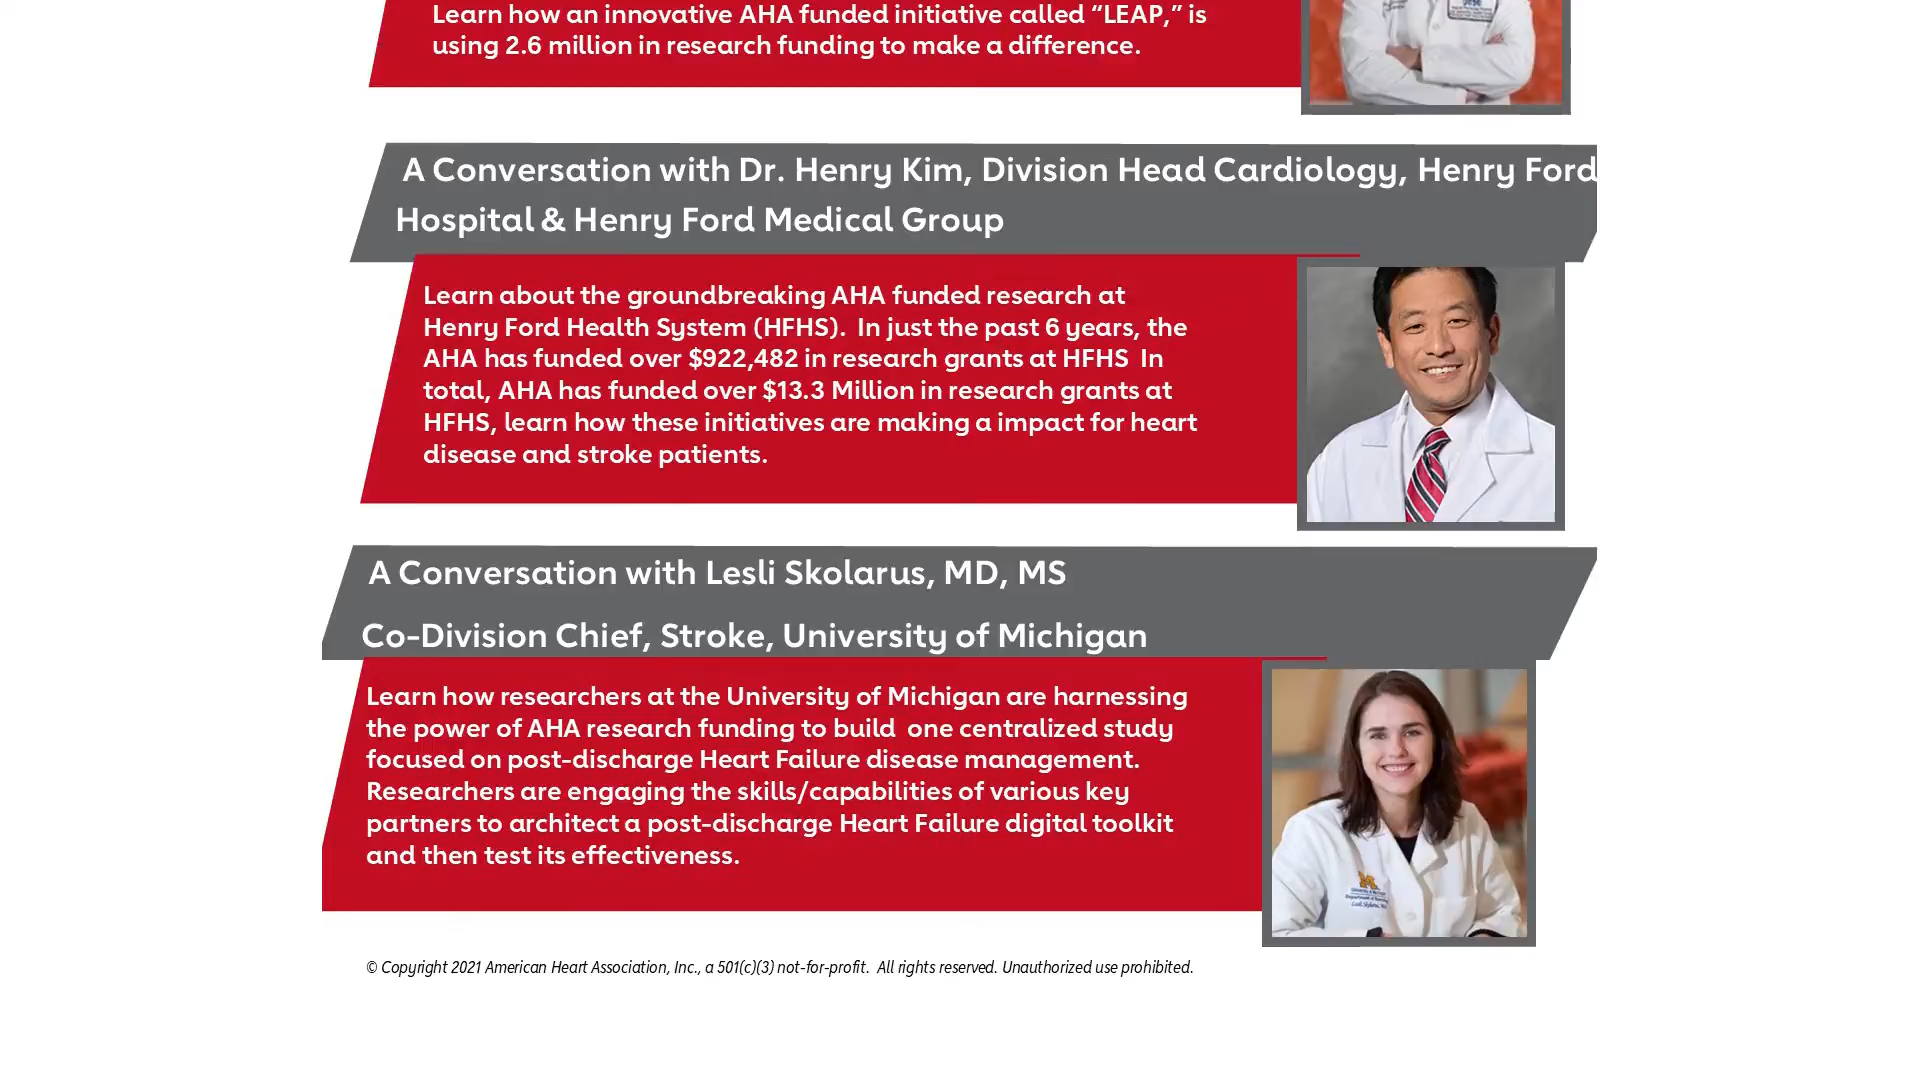 Learn how an innovative AHA funded initiative called “LEAP,” is
using 2.6 million in research funding to make a difference.
A Conversation with Dr. Henry Kim, Division Head Cardiology, Henry Ford
Hospital & Henry Ford Medical Group
Learn about the groundbreaking AHA funded research at
Henry Ford Health System (HFHS).  In just the past 6 years, the
AHA has funded over $922,482 in research grants at HFHS  In
total, AHA has funded over $13.3 Million in research grants at
HFHS, learn how these initiatives are making a impact for heart
disease and stroke patients.
A Conversation with Lesli Skolarus, MD, MS
Co-Division Chief, Stroke, University of Michigan
Learn how researchers at the University of Michigan are harnessing
the power of AHA research funding to build  one centralized study
focused on post-discharge Heart Failure disease management.
Researchers are engaging the skills/capabilities of various key
partners to architect a post-discharge Heart Failure digital toolkit
and then test its effectiveness.
© Copyright 2021 American Heart Association, Inc., a 501(c)(3) not-for-profit.  All rights reserved. Unauthorized use prohibited.